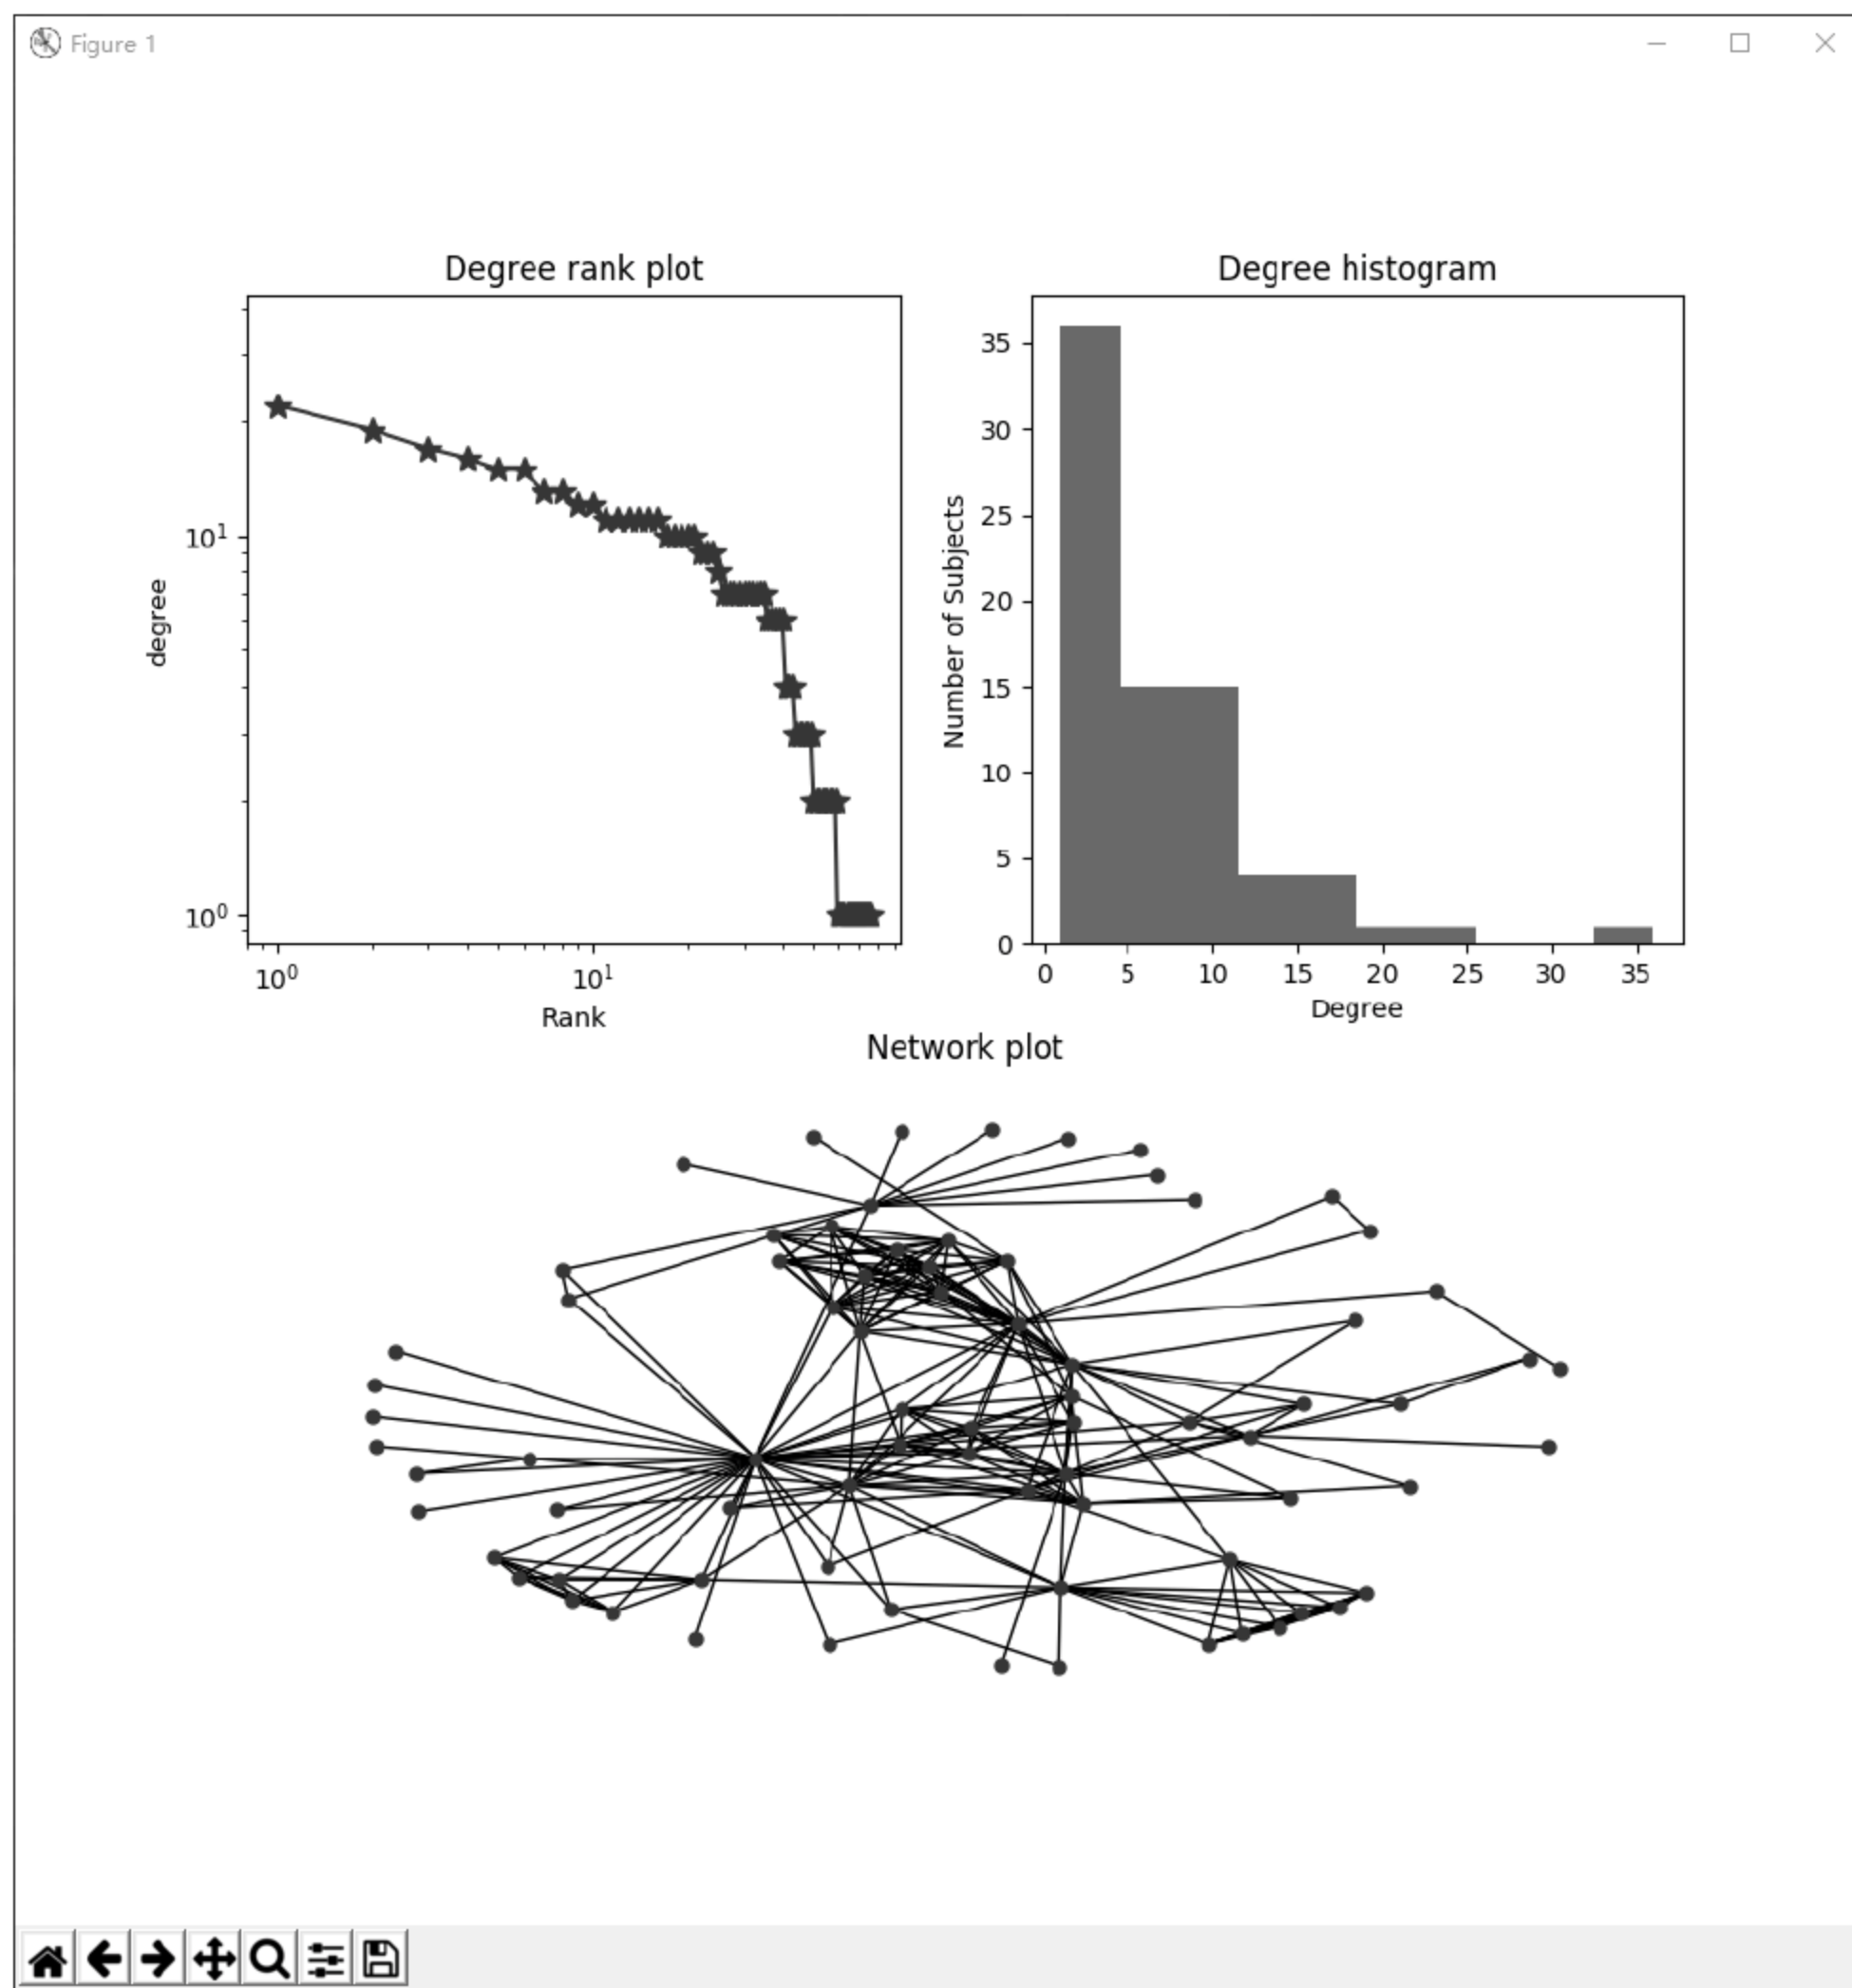 Figure 1
Degree rank plot
degree
10¹
10⁰
10⁰ 10¹
Rank
Degree histogram
Number of Subjects
35
30
25
20
15
10
5
0
0 5 10 15 20 25 30 35
Degree
Network plot